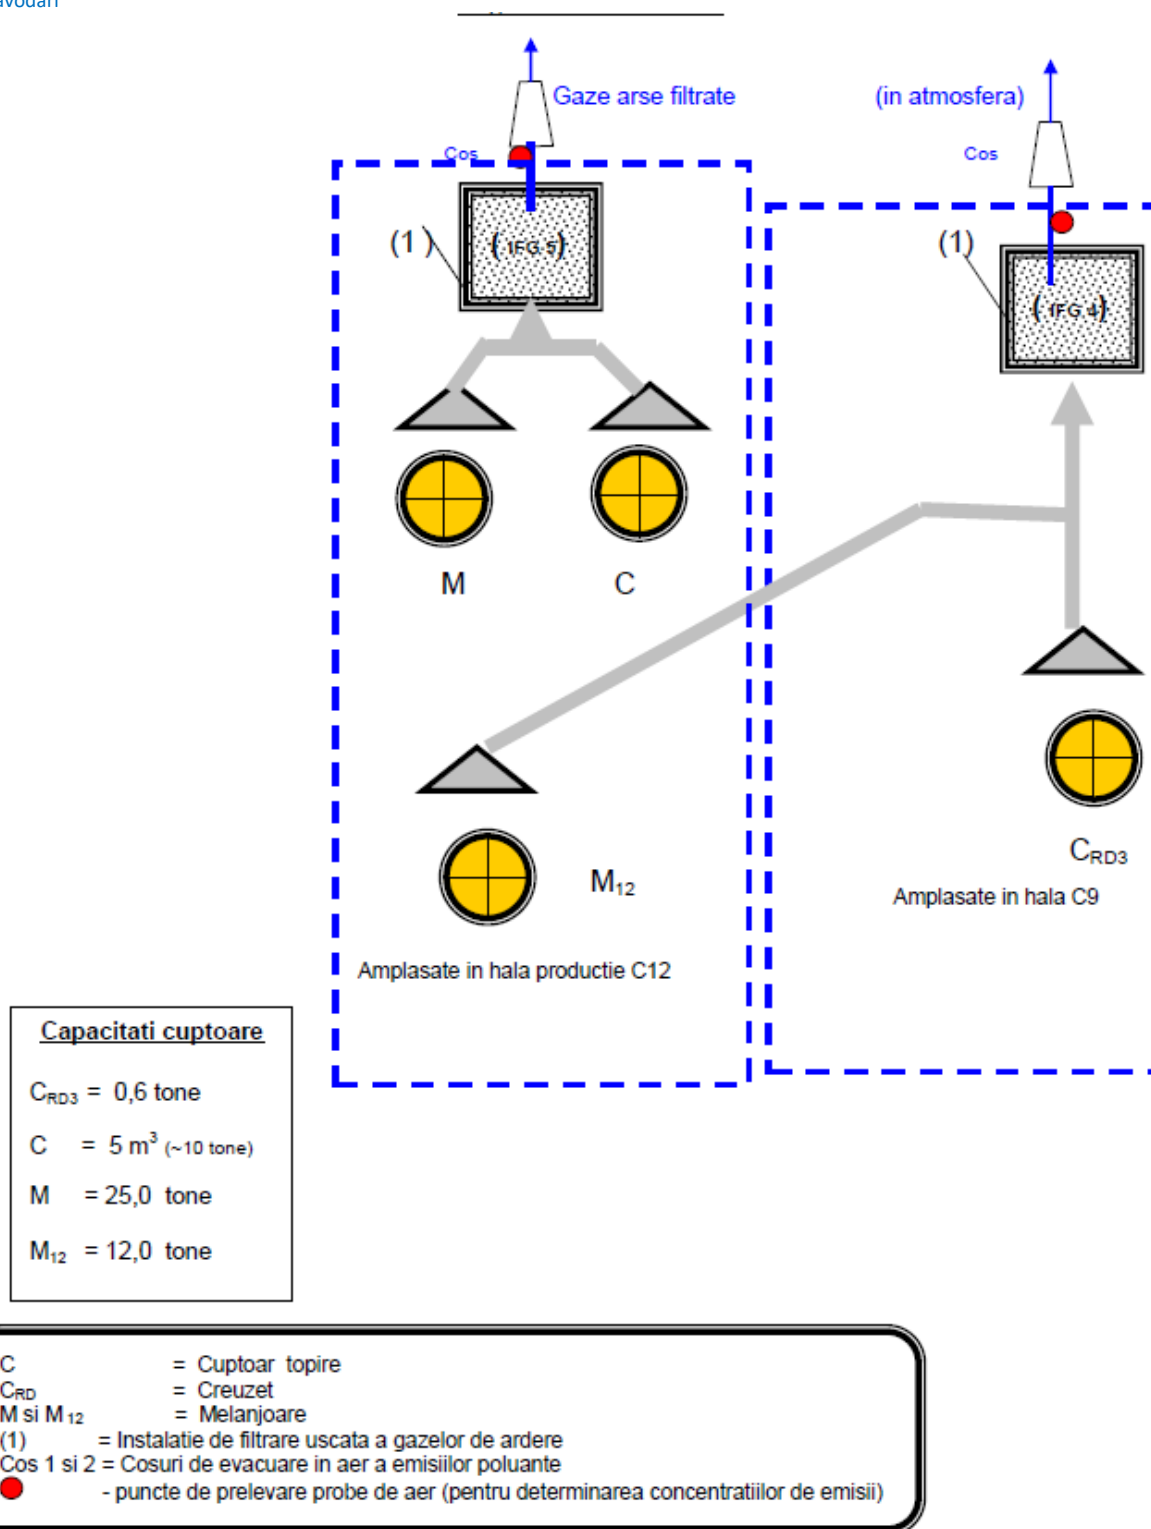 Gaze arse filtrate
(in atmosfera)
Cos
Cos
(1)
(IFG 5)
(1)
(IFG 4)
M
C
M12
CRD3
Amplasate in hala C9
Amplasate in hala productie C12
Capacitati cuptoare
CRD3 = 0,6 tone
C = 5 m³ (~10 tone)
M = 25,0 tone
M12 = 12,0 tone
C = Cuptoar topire
CRD = Creuzet
M si M12 = Melanjoare
(1) = Instalatie de filtrare uscata a gazelor de ardere
Cos 1 si 2 = Cosuri de evacuare in aer a emisiilor poluante
- puncte de prelevare probe de aer (pentru determinarea concentratiilor de emisii)